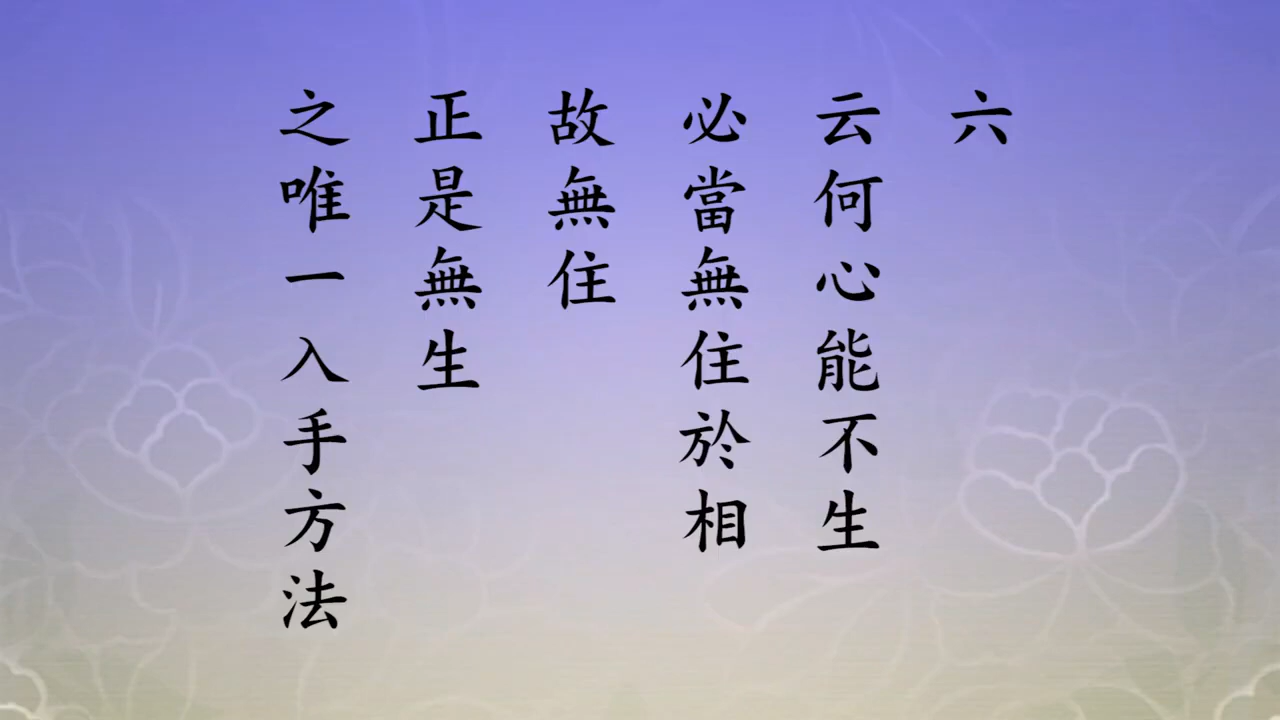 六
云何心能不生
必當無住於相
故無住
正是無生
之唯一入手方法